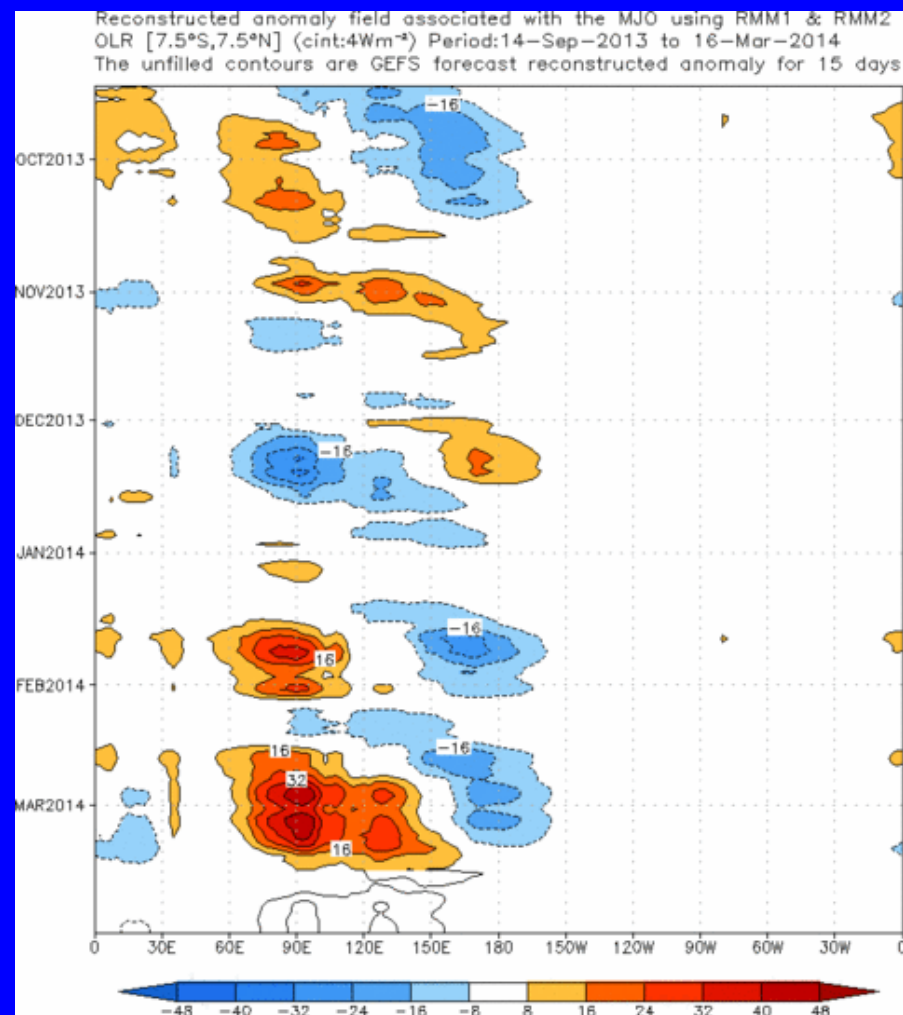 Reconstructed anomaly field associated with the MJO using RMM1 & RMM2
OLR [7.5°S,7.5°N] (cint:4Wm⁻²) Period:14-Sep-2013 to 16-Mar-2014
The unfilled contours are GEFS forecast reconstructed anomaly for 15 days
-16
OCT2013
NOV2013
DEC2013
-16
JAN2014
-16
16
FEB2014
-16
16
32
MAR2014
16
0 30E 60E 90E 120E 150E 180 150W 120W 90W 60W 30W 0
-48 -40 -32 -24 -16 -8 8 16 24 32 40 48